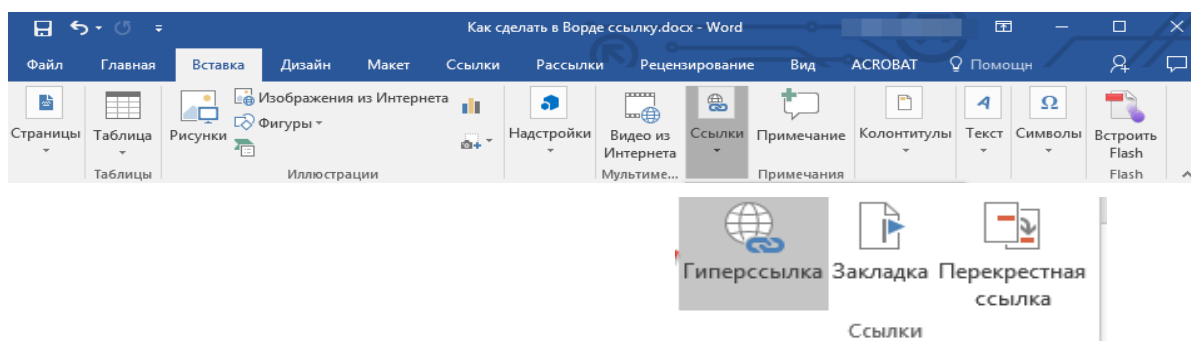 Как сделать в Ворде ссылку.docx - Word
Файл Главная Вставка Дизайн Макет Ссылки Рассылки Рецензирование Вид ACROBAT Помощн
Изображения из Интернета
Фигуры
Страницы Таблица Рисунки Надстройки Видео из Интернета Ссылки Примечание Колонтитулы Текст Символы Встроить Flash
Таблицы Иллюстрации Мультиме... Примечания Flash
Гиперссылка Закладка Перекрестная
ссылка
Ссылки